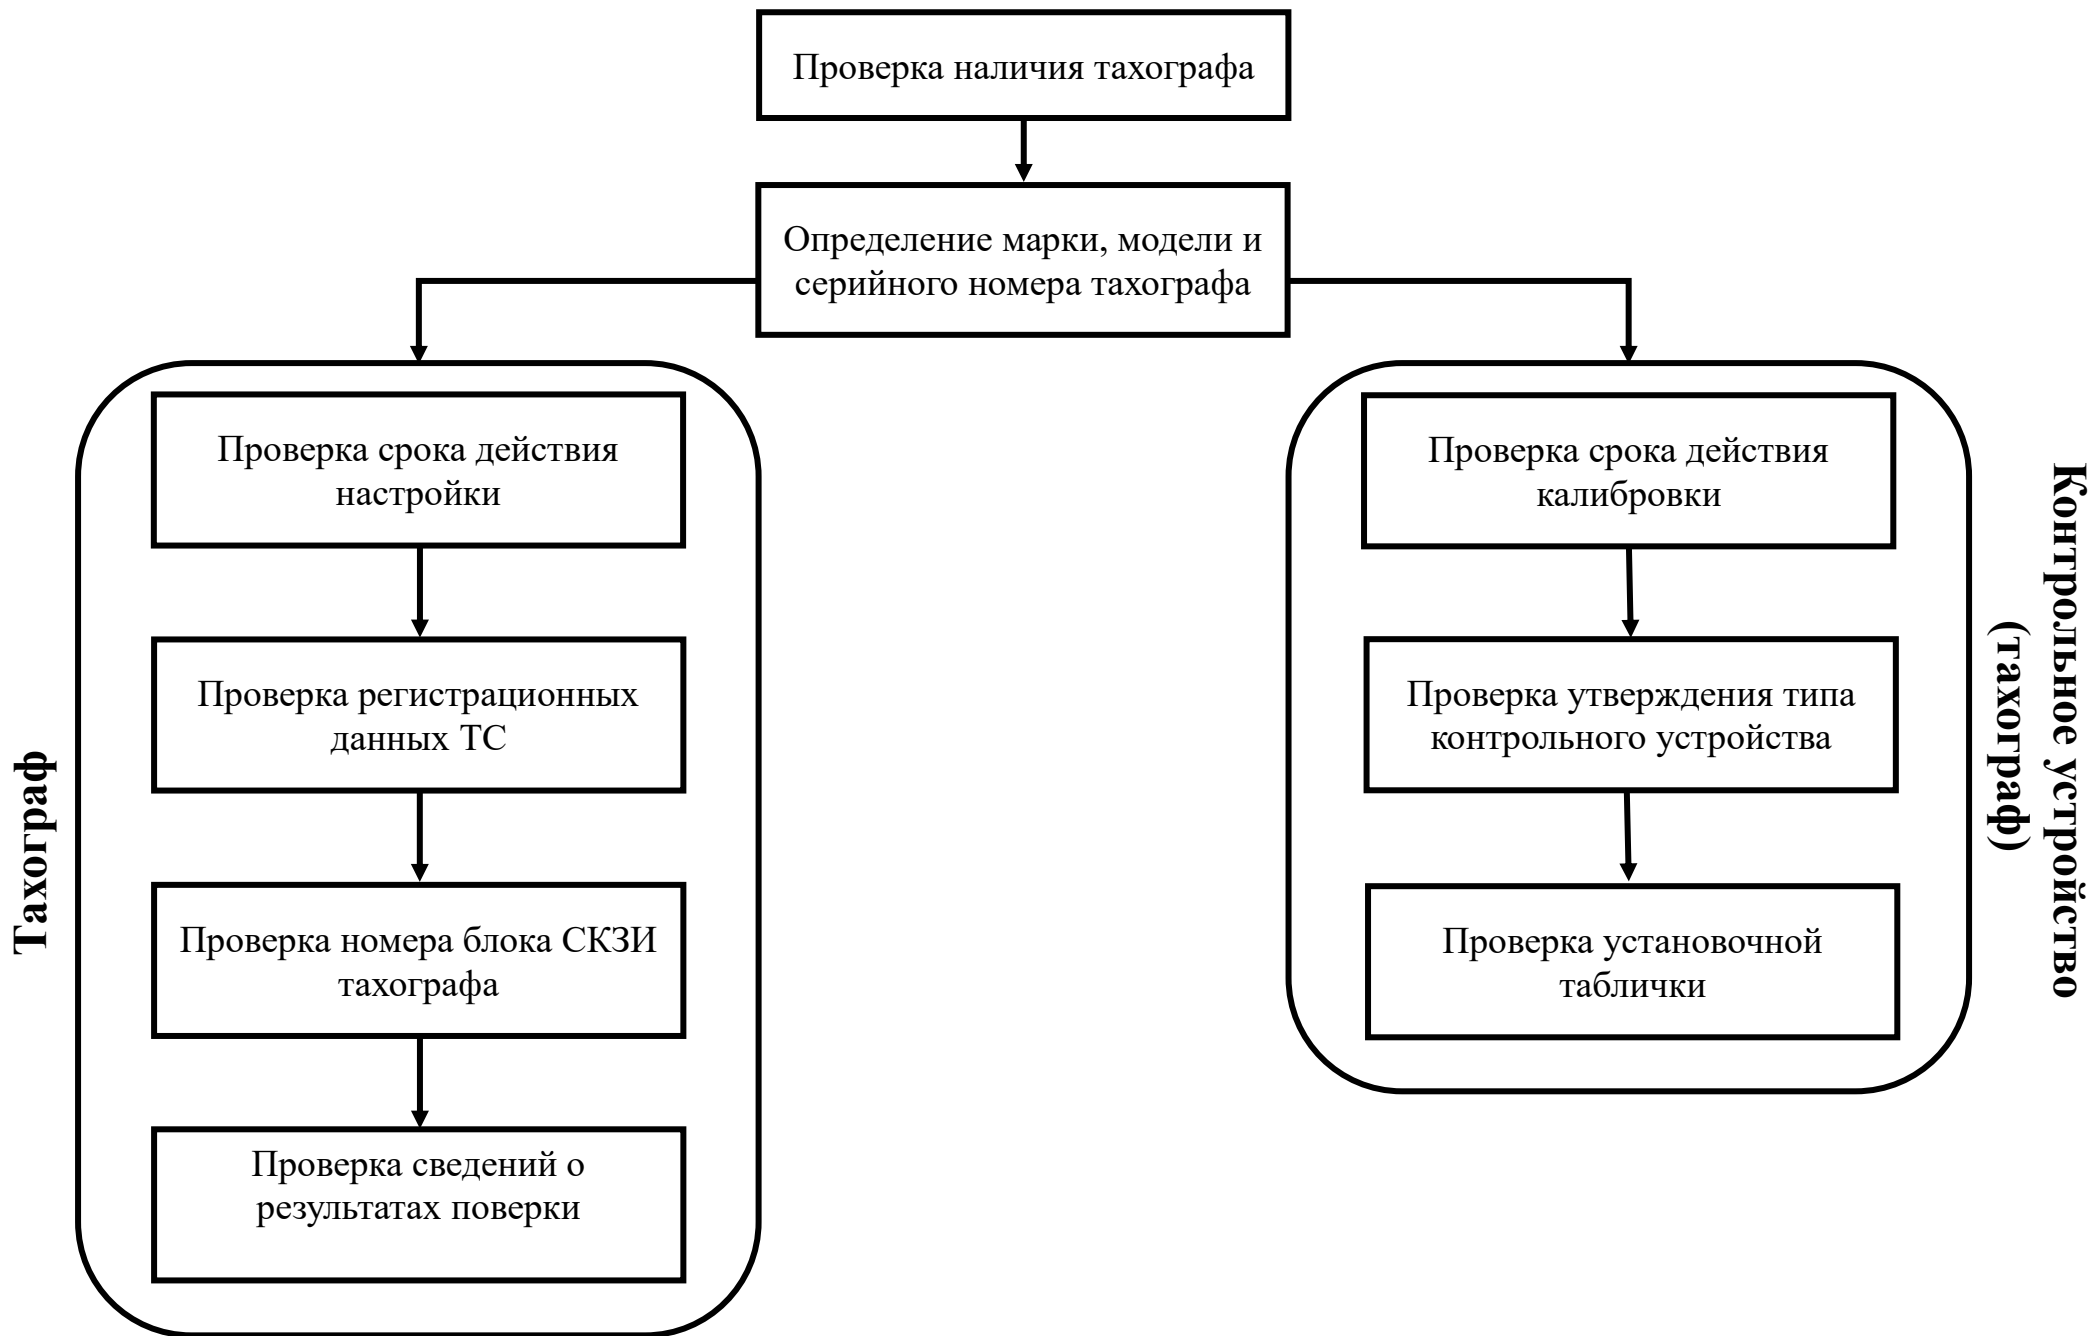 Проверка наличия тахографа
Определение марки, модели и
серийного номера тахографа
Тахограф
Проверка срока действия
настройки
Проверка регистрационных
данных ТС
Проверка номера блока СКЗИ
тахографа
Проверка сведений о
результатах поверки
Проверка срока действия
калибровки
Проверка утверждения типа
контрольного устройства
Проверка установочной
таблички
Контрольное устройство
(тахограф)